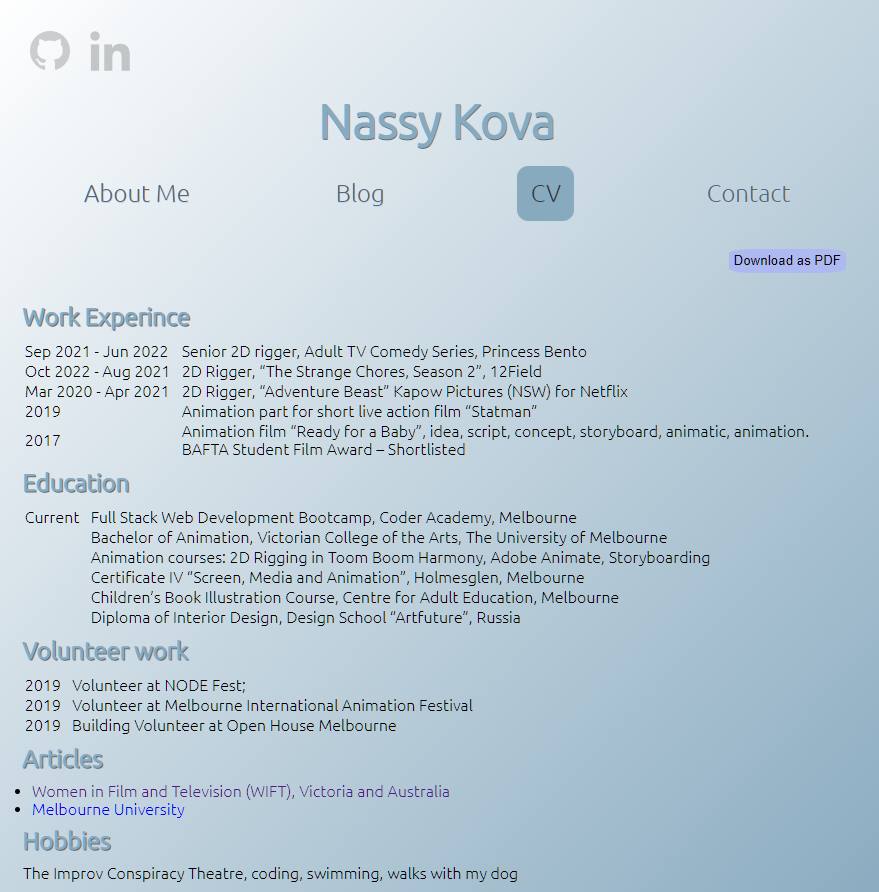 in
Nassy Kova
About Me Blog CV Contact
Download as PDF
Work Experince
Sep 2021 - Jun 2022 Senior 2D rigger, Adult TV Comedy Series, Princess Bento
Oct 2022 - Aug 2021 2D Rigger, “The Strange Chores, Season 2”, 12Field
Mar 2020 - Apr 2021 2D Rigger, “Adventure Beast” Kapow Pictures (NSW) for Netflix
2019 Animation part for short live action film “Statman”
2017 Animation film “Ready for a Baby”, idea, script, concept, storyboard, animatic, animation.
BAFTA Student Film Award – Shortlisted
Education
Current Full Stack Web Development Bootcamp, Coder Academy, Melbourne
Bachelor of Animation, Victorian College of the Arts, The University of Melbourne
Animation courses: 2D Rigging in Toom Boom Harmony, Adobe Animate, Storyboarding
Certificate IV “Screen, Media and Animation”, Holmesglen, Melbourne
Children’s Book Illustration Course, Centre for Adult Education, Melbourne
Diploma of Interior Design, Design School “Artfuture”, Russia
Volunteer work
2019 Volunteer at NODE Fest;
2019 Volunteer at Melbourne International Animation Festival
2019 Building Volunteer at Open House Melbourne
Articles
• Women in Film and Television (WIFT), Victoria and Australia
• Melbourne University
Hobbies
The Improv Conspiracy Theatre, coding, swimming, walks with my dog